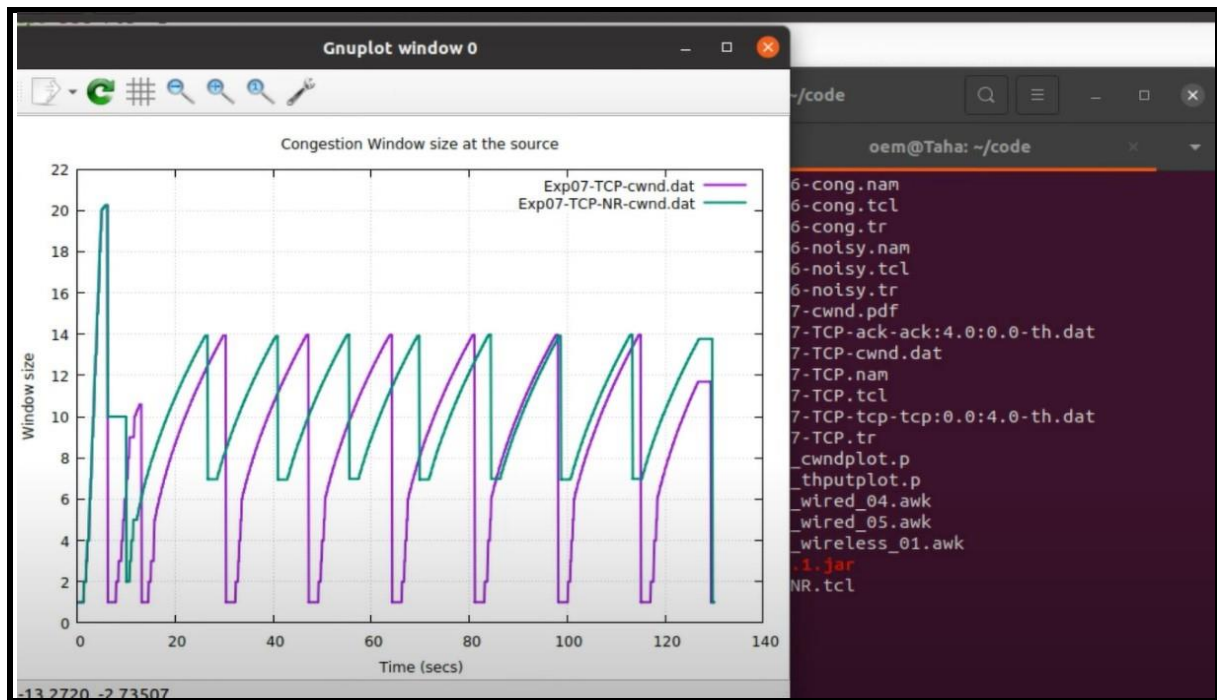 Gnuplot window 0
Congestion Window size at the source
Exp07-TCP-cwnd.dat
Exp07-TCP-NR-cwnd.dat
22
20
18
16
14
12
10
8
6
4
2
0
Window size
0 20 40 60 80 100 120 140
Time (secs)
-13.2720, -2.73507
~/code
oem@Taha: ~/code
6-cong.nam
6-cong.tcl
6-cong.tr
6-noisy.nam
6-noisy.tcl
6-noisy.tr
7-cwnd.pdf
7-TCP-ack-ack:4.0:0.0-th.dat
7-TCP-cwnd.dat
7-TCP.nam
7-TCP.tcl
7-TCP-tcp-tcp:0.0:4.0-th.dat
7-TCP.tr
_cwndplot.p
_thputplot.p
_wired_04.awk
_wired_05.awk
_wireless_01.awk
.1.jar
NR.tcl